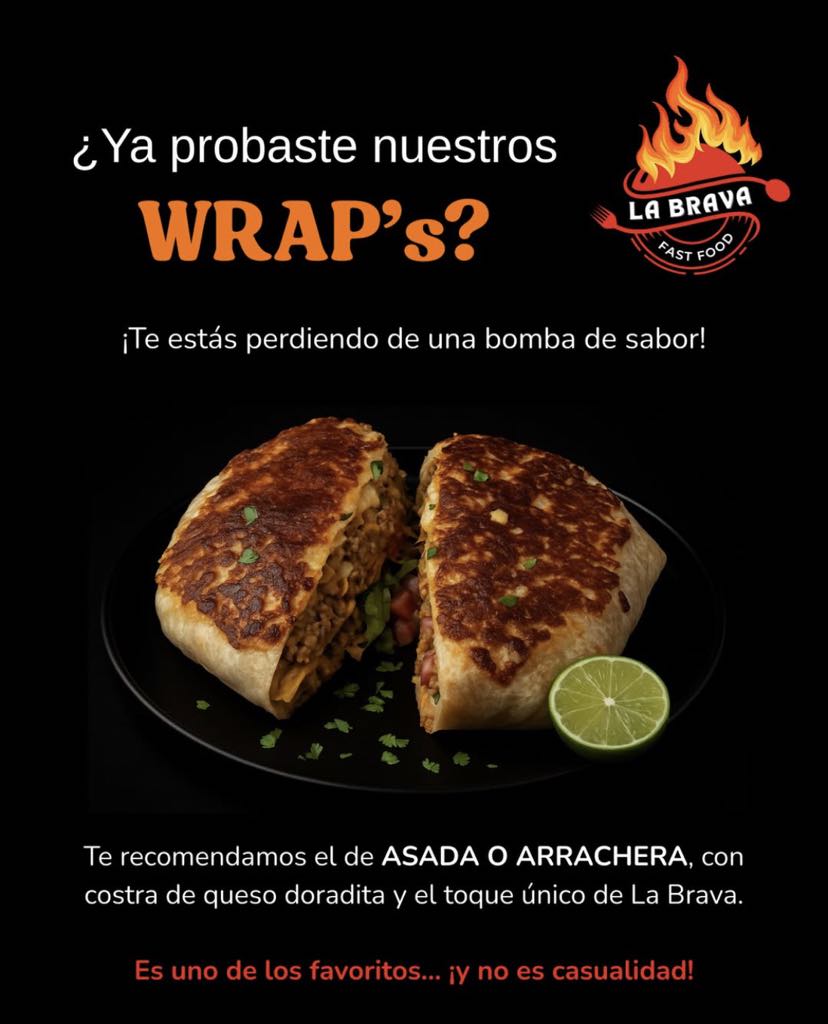 ¿Ya probaste nuestros
WRAP's?
LA BRAVA
FAST FOOD
¡Te estás perdiendo de una bomba de sabor!
Te recomendamos el de ASADA O ARRACHERA, con
costra de queso doradita y el toque único de La Brava.
Es uno de los favoritos... ¡y no es casualidad!